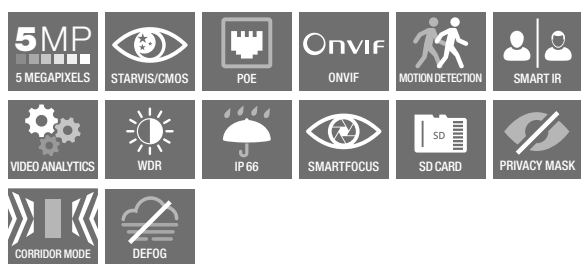 5MP
5 MEGAPIXELS
STARVIS/CMOS
POE
ONVIF
ONVIF
MOTION DETECTION
SMART IR
VIDEO ANALYTICS
WDR
IP 66
SMARTFOCUS
SD
SD CARD
PRIVACY MASK
CORRIDOR MODE
DEFOG